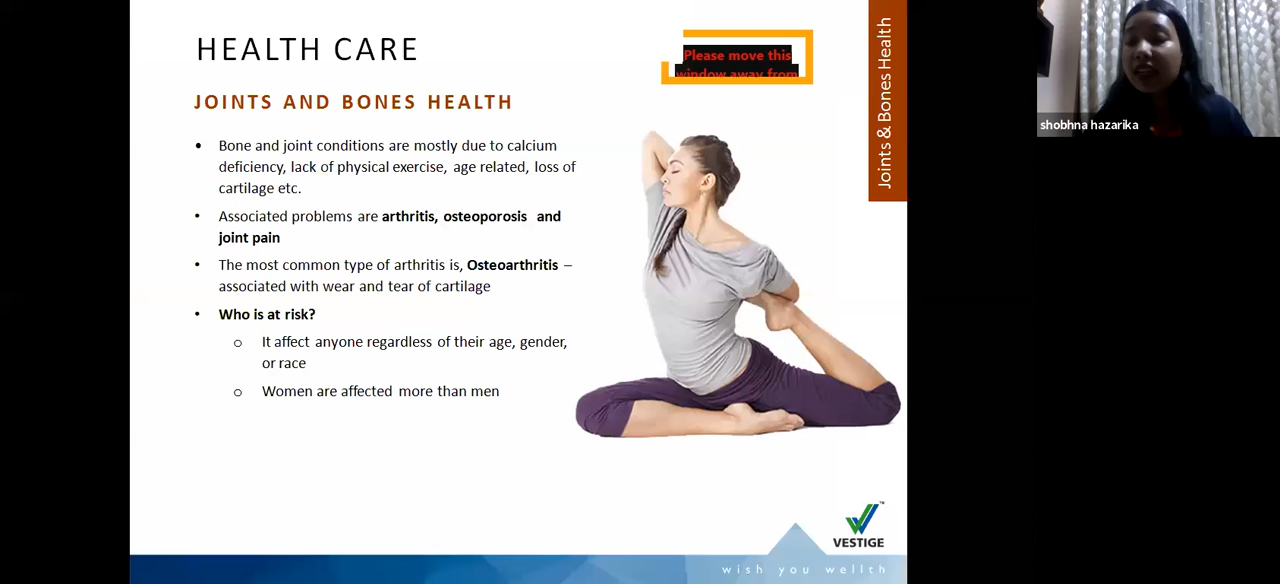 HEALTH CARE
Please move this
window away from
JOINTS AND BONES HEALTH
• Bone and joint conditions are mostly due to calcium
deficiency, lack of physical exercise, age related, loss of
cartilage etc.
• Associated problems are arthritis, osteoporosis and
joint pain
• The most common type of arthritis is, Osteoarthritis –
associated with wear and tear of cartilage
• Who is at risk?
o It affect anyone regardless of their age, gender,
or race
o Women are affected more than men
Joints & Bones Health
shobhna hazarika
VESTIGE
wish you wellth